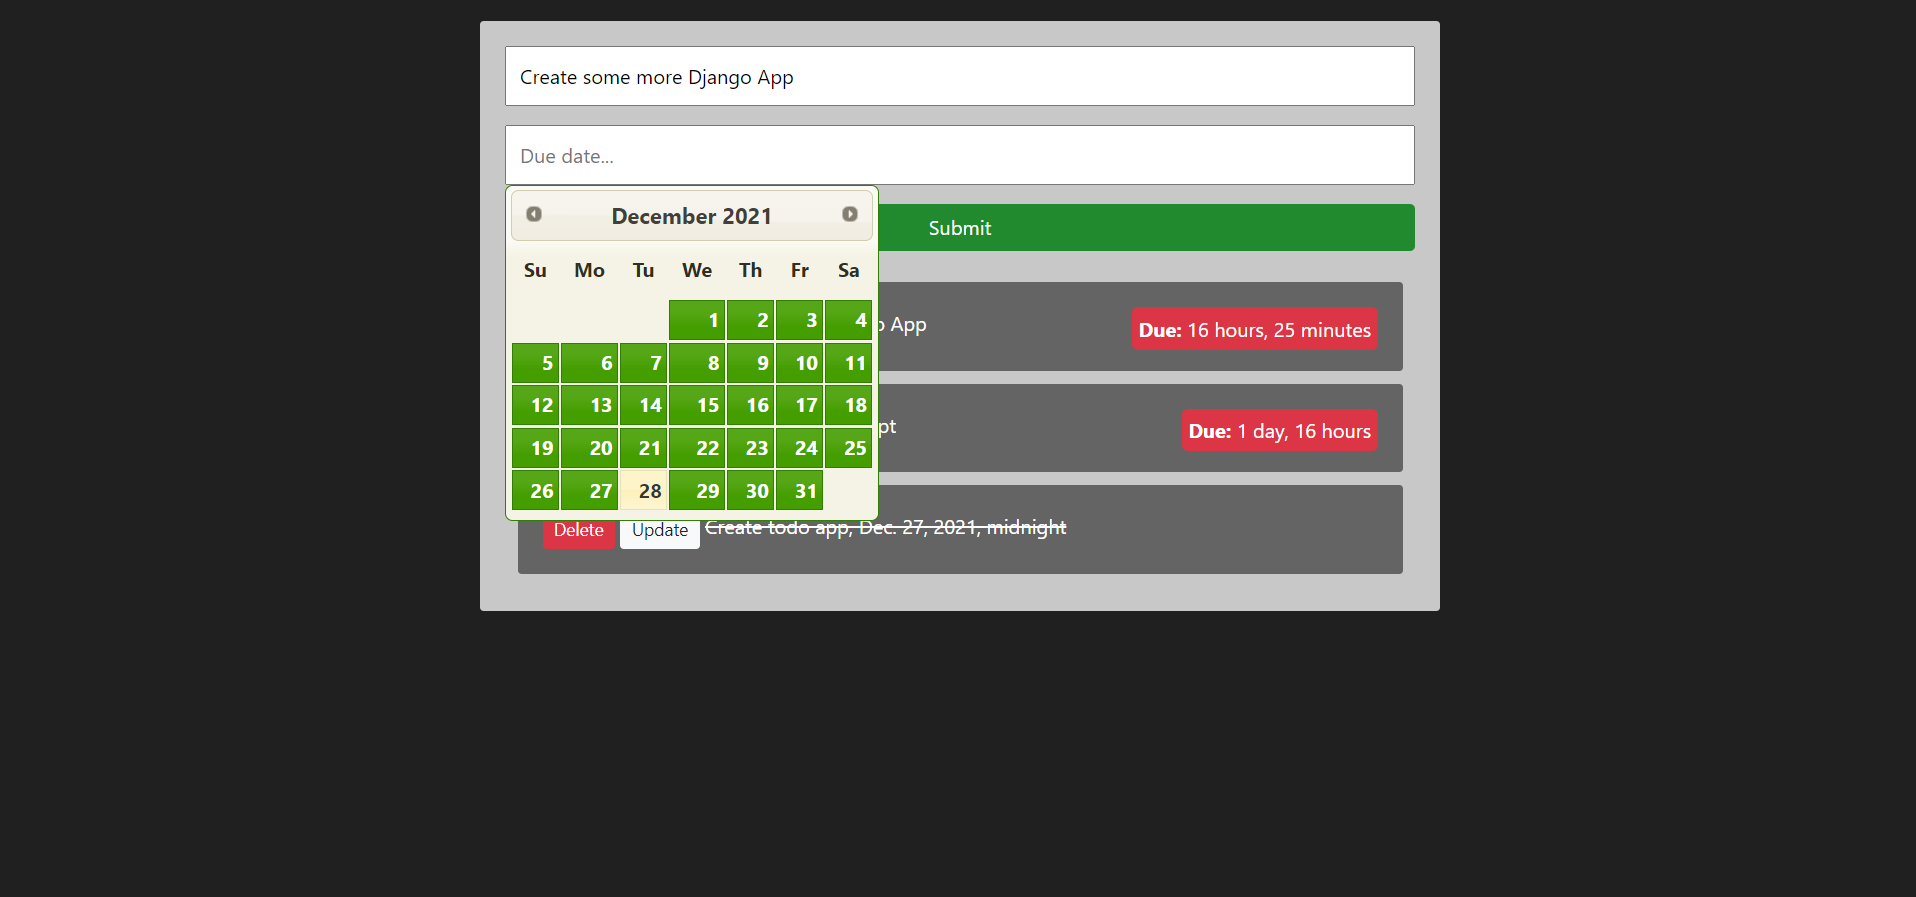 Create some more Django App
Due date...
December 2021
Submit
Su Mo Tu We Th Fr Sa
1 2 3 4
5 6 7 8 9 10 11
12 13 14 15 16 17 18
19 20 21 22 23 24 25
26 27 28 29 30 31
App
Due: 16 hours, 25 minutes
Due: 1 day, 16 hours
Delete Update Create todo app, Dec. 27, 2021, midnight